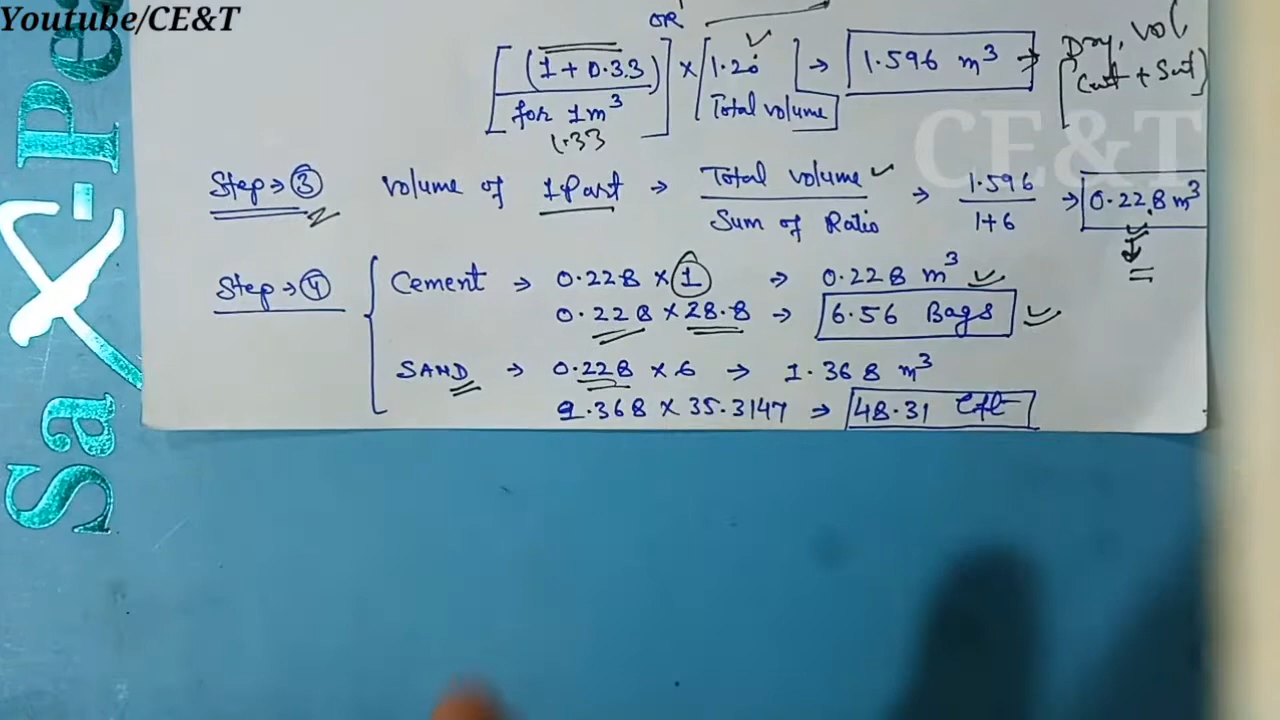 Youtube/CE&T
OR
[(1+0.33) / for 1m³] × [1.20 Total volume] → 1.596 m³ → Dry, Vol
1.33
[Cmt + Snt]
CE&T
Step→③ Volume of 1 Part → Total volume / Sum of Ratio → 1.596 / 1+6 → 0.228 m³
Step→④ Cement → 0.228 × 1 → 0.228 m³
0.228 × 28.8 → 6.56 Bags
SAND → 0.228 × 6 → 1.368 m³
1.368 × 35.3147 → 48.31 Cft